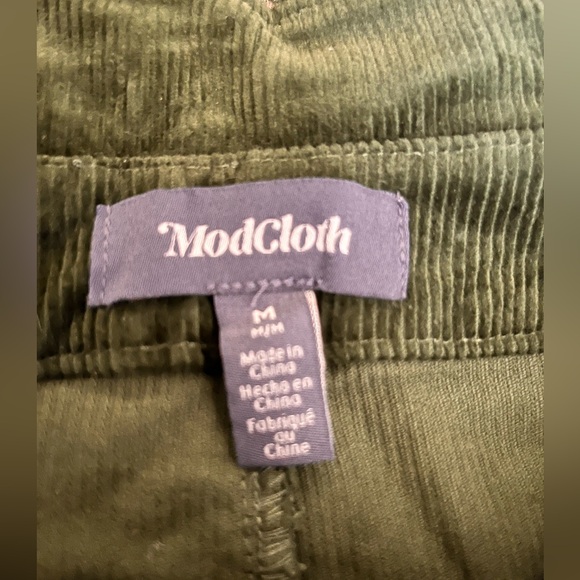 ModCloth
M
M/M
Made in
China
Hecho en
China
Fabriqué
au
Chine